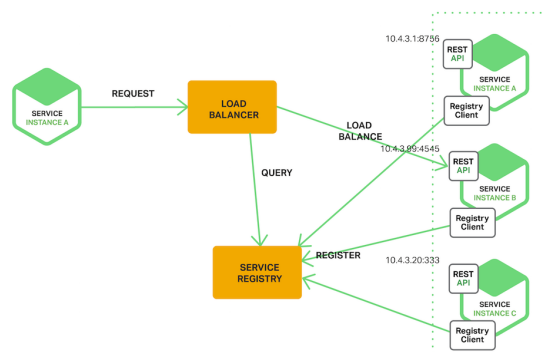 10.4.3.1:8756
REST
API
SERVICE
INSTANCE A
Registry
Client
REQUEST
SERVICE
INSTANCE A
LOAD
BALANCER
LOAD
BALANCE
10.4.3.99:4545
REST
API
SERVICE
INSTANCE B
QUERY
Registry
Client
REGISTER
SERVICE
REGISTRY
10.4.3.20:333
REST
API
SERVICE
INSTANCE C
Registry
Client